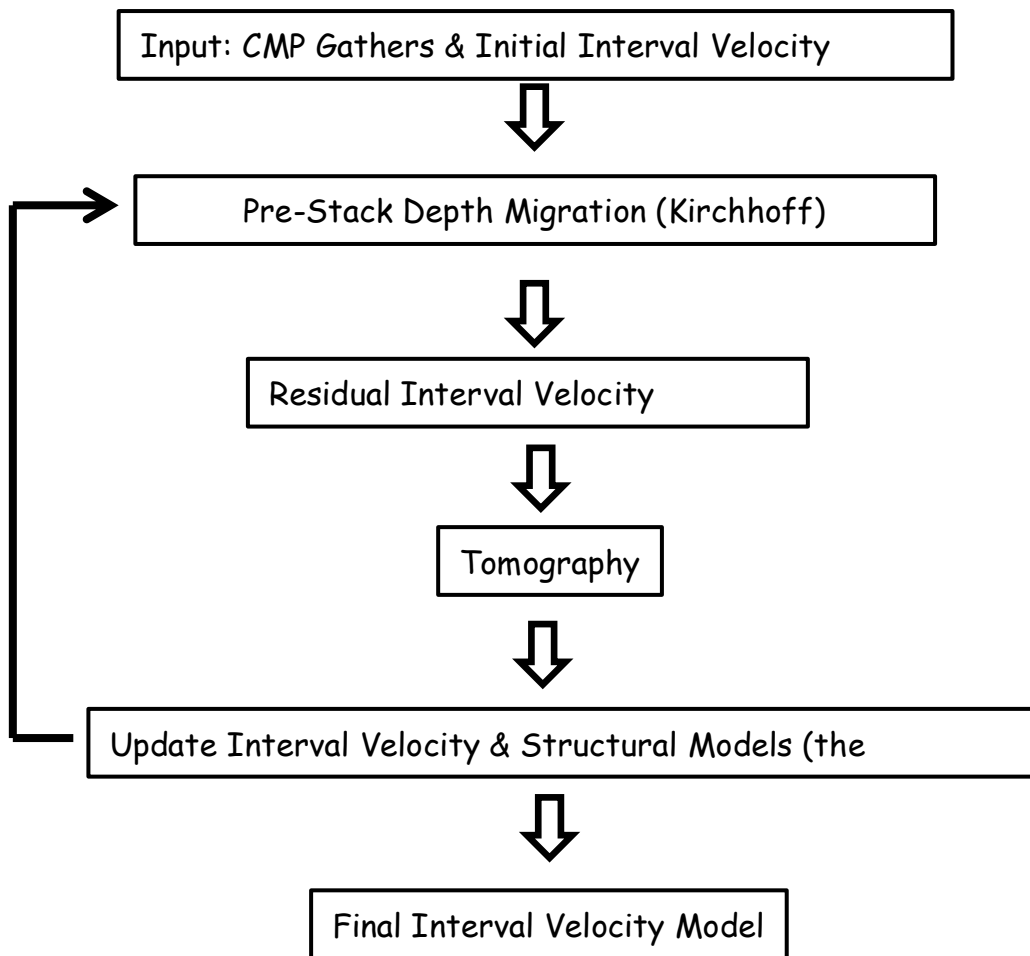 Input: CMP Gathers & Initial Interval Velocity
Pre-Stack Depth Migration (Kirchhoff)
Residual Interval Velocity
Tomography
Update Interval Velocity & Structural Models (the
Final Interval Velocity Model